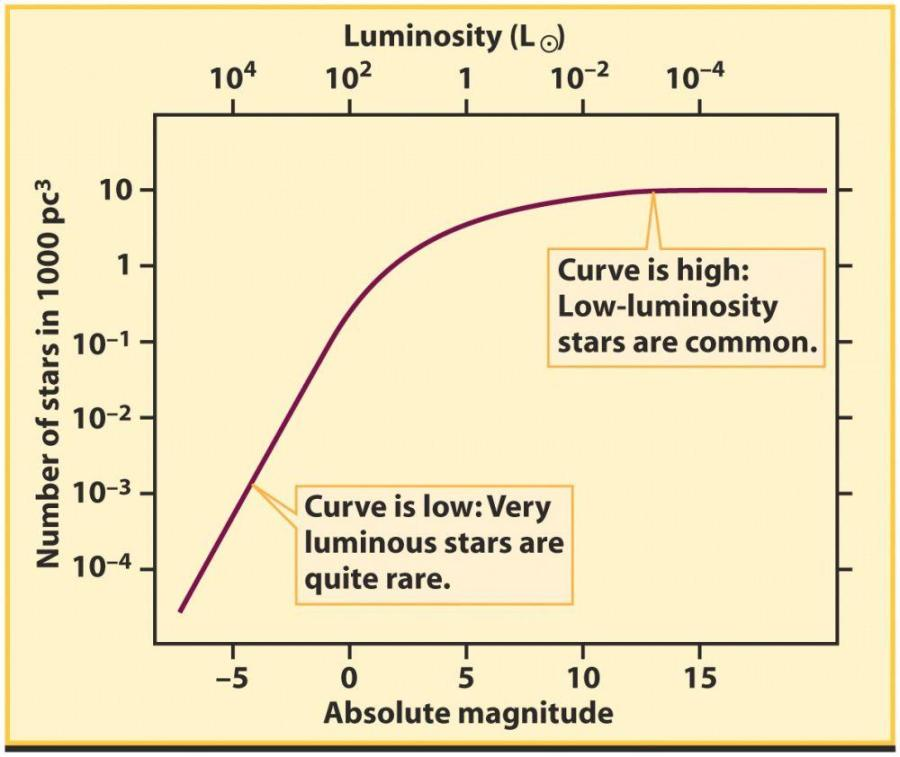 Luminosity (L☉)
10⁴ 10² 1 10⁻² 10⁻⁴
Number of stars in 1000 pc³
10
1
10⁻¹
10⁻²
10⁻³
10⁻⁴
Curve is high:
Low-luminosity
stars are common.
Curve is low: Very
luminous stars are
quite rare.
–5 0 5 10 15
Absolute magnitude